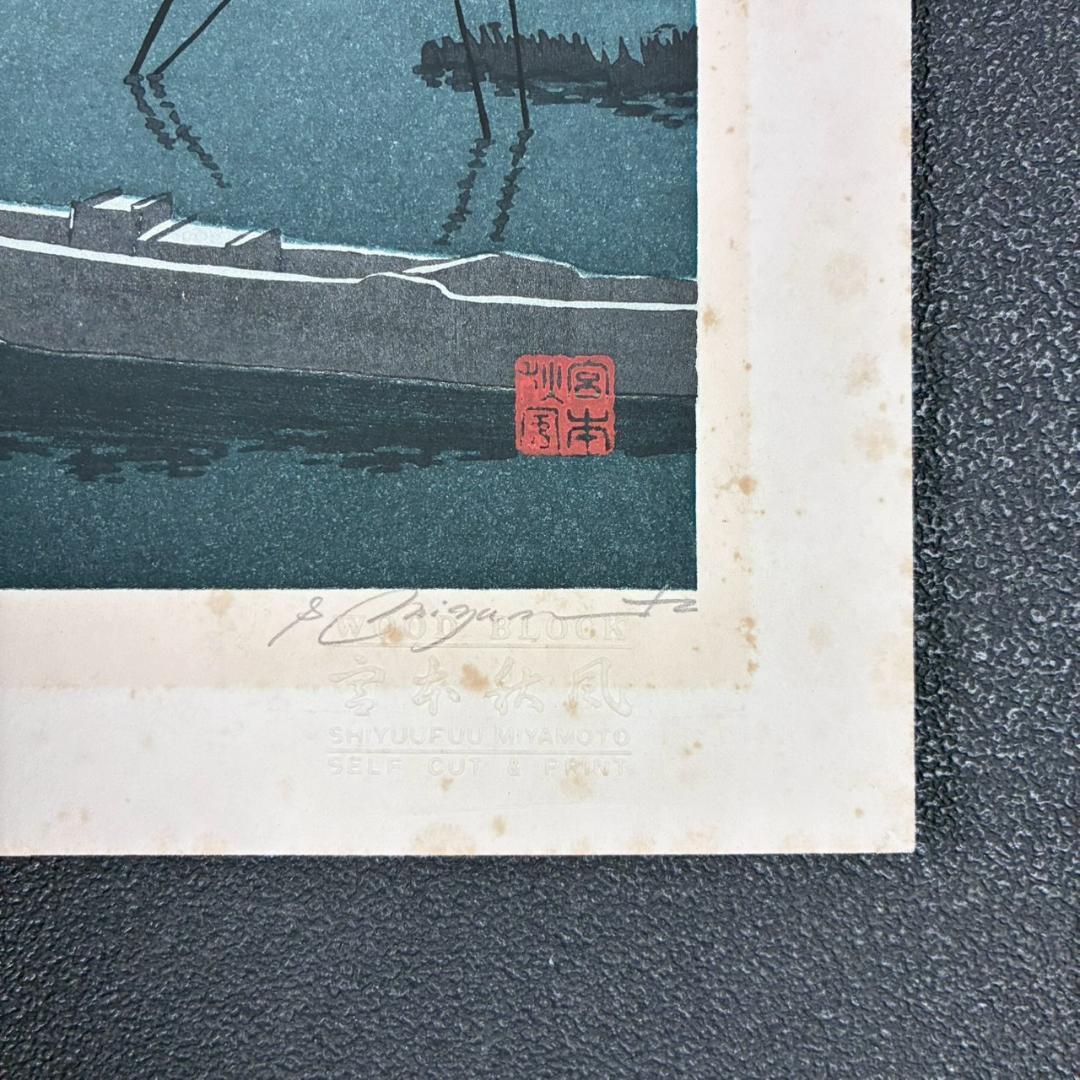 宮本
秋風
WOOD BLOCK
宮本秋風
SHIYUUFUU MIYAMOTO
SELF CUT & PRINT